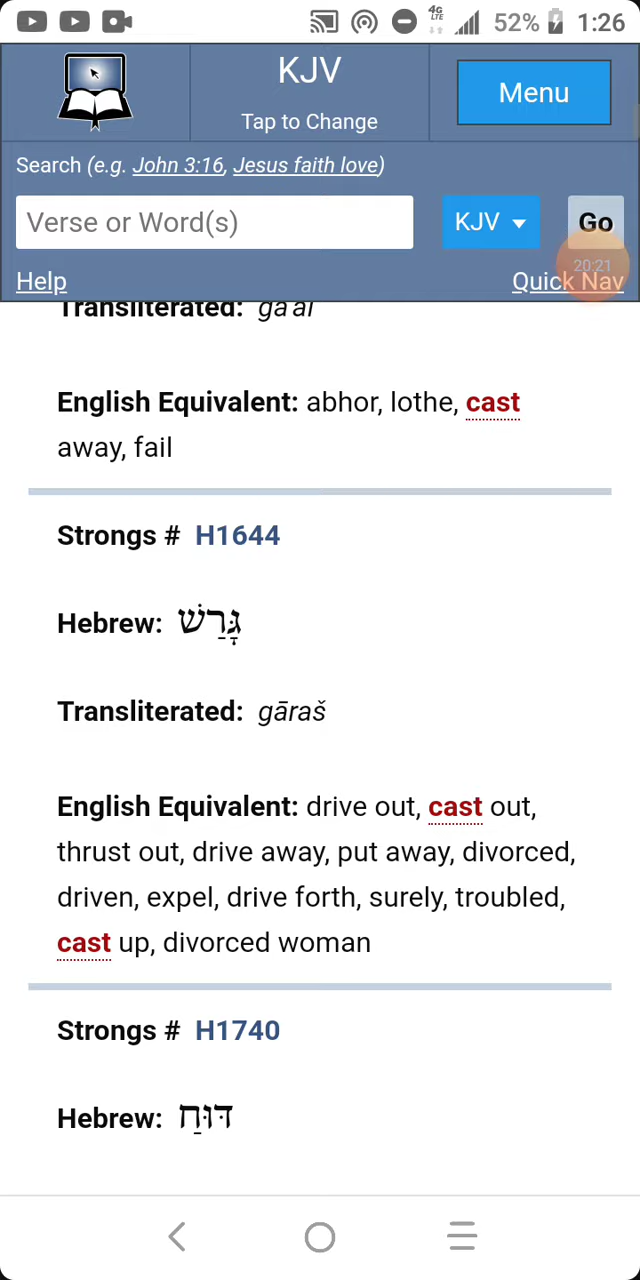 4G
LTE
52%
1:26
KJV
Tap to Change
Menu
Search (e.g. John 3:16, Jesus faith love)
Verse or Word(s)
KJV
Go
20:21
Help
Quick Nav
Transliterated: gāʿal
English Equivalent: abhor, lothe, cast
away, fail
Strongs # H1644
Hebrew: גָּרַשׁ
Transliterated: gāraš
English Equivalent: drive out, cast out,
thrust out, drive away, put away, divorced,
driven, expel, drive forth, surely, troubled,
cast up, divorced woman
Strongs # H1740
Hebrew: דּוּחַ